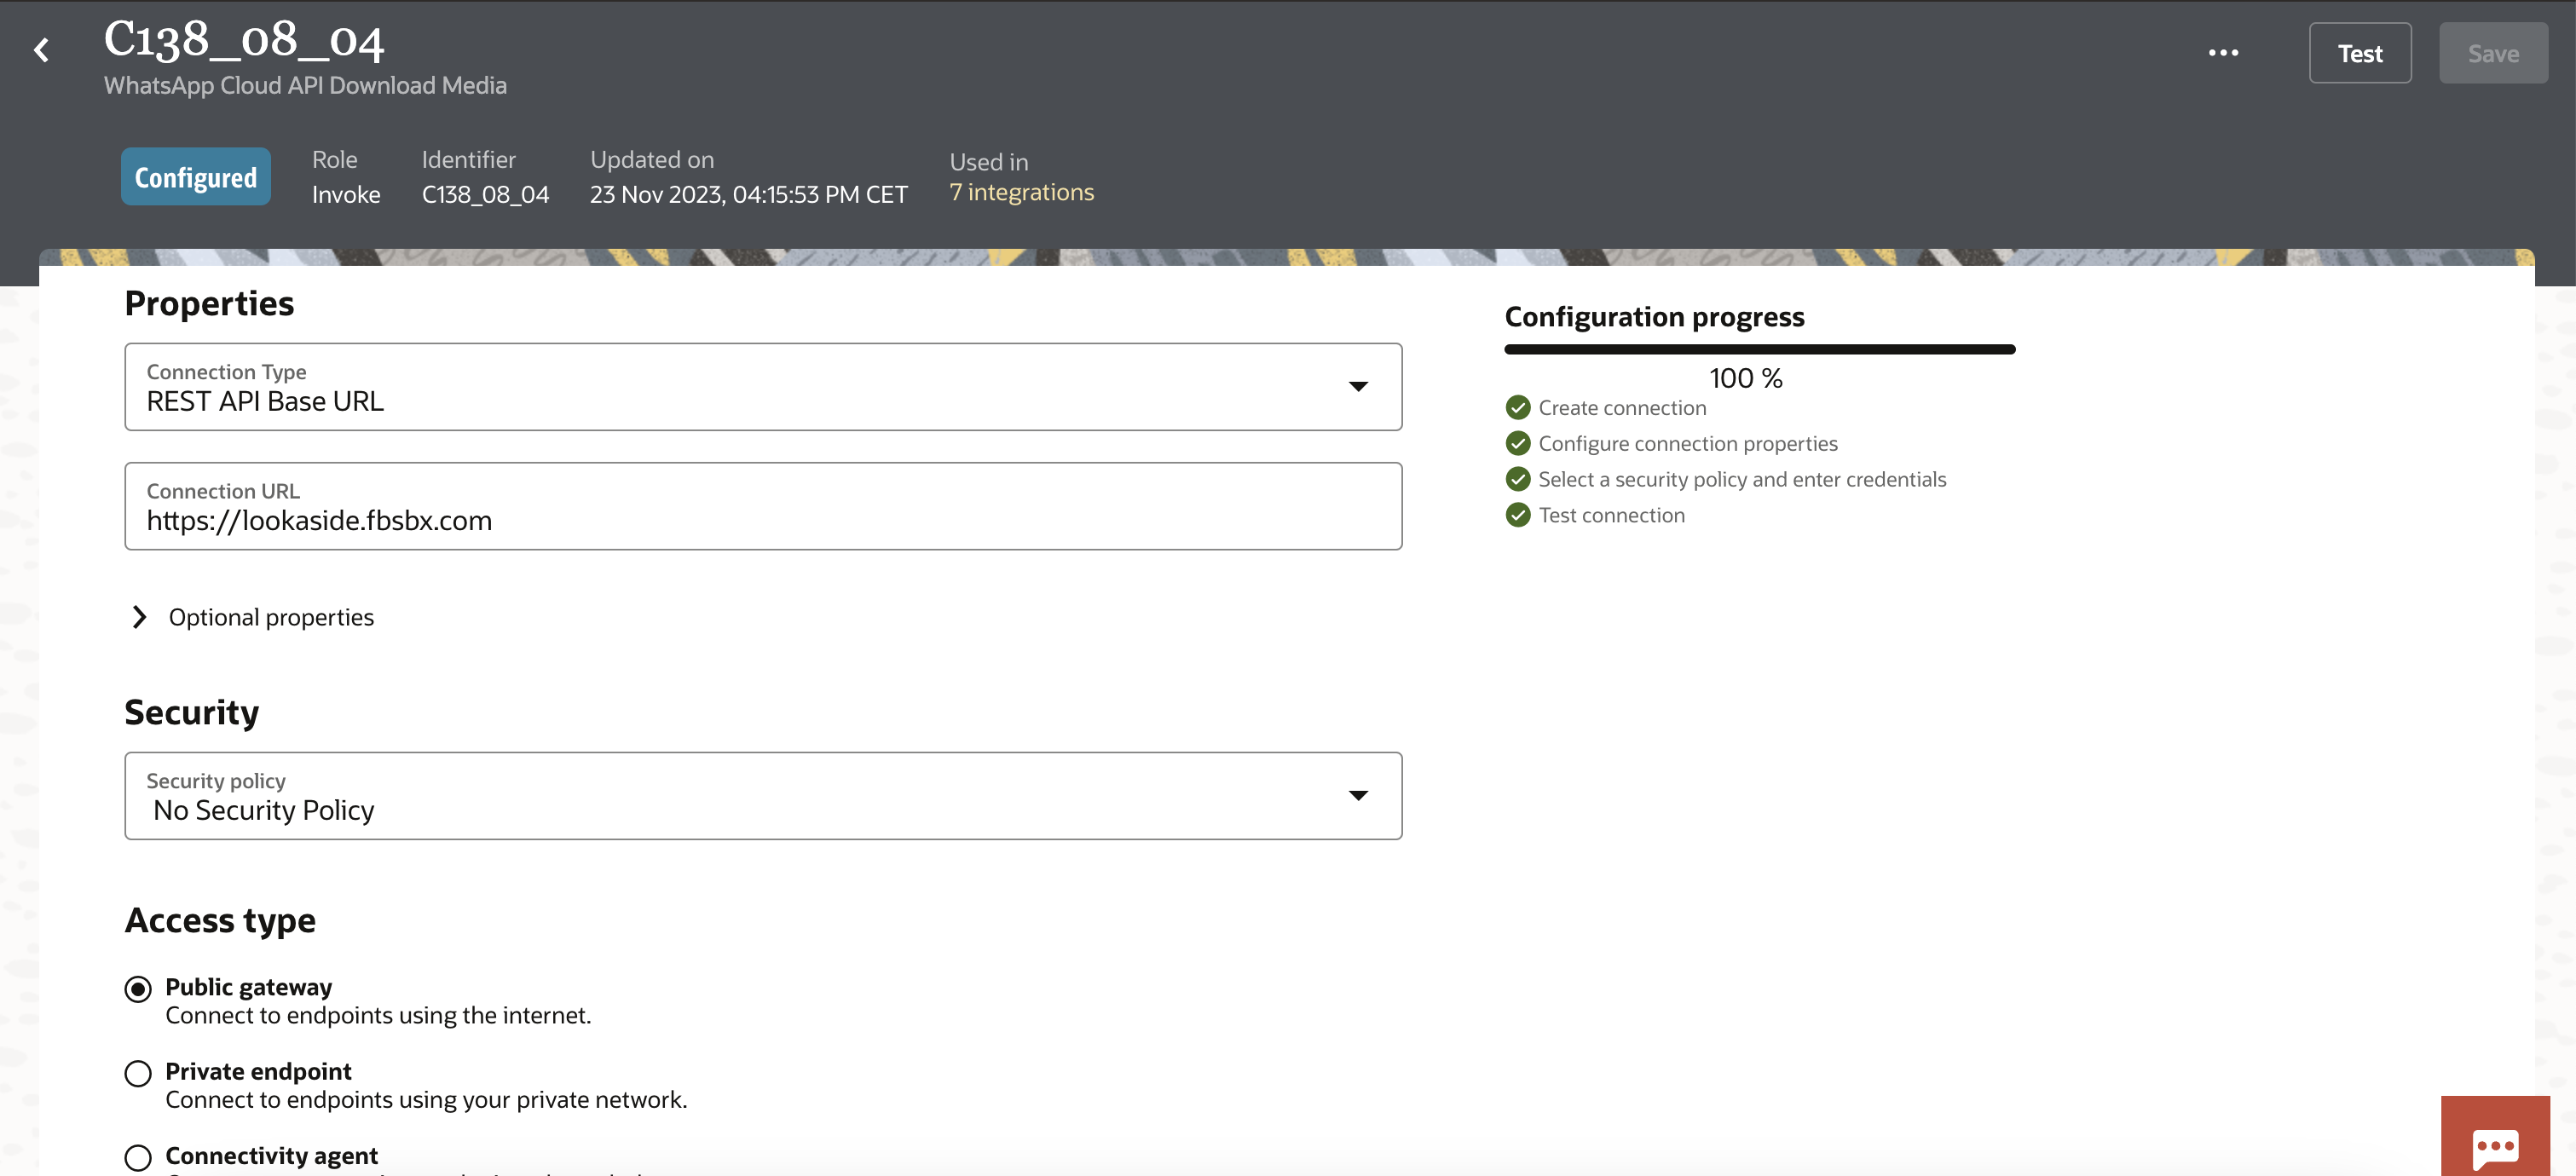 C138_08_04
WhatsApp Cloud API Download Media
Test
Save
Configured
Role
Invoke
Identifier
C138_08_04
Updated on
23 Nov 2023, 04:15:53 PM CET
Used in
7 integrations
Properties
Connection Type
REST API Base URL
Connection URL
https://lookaside.fbsbx.com
Optional properties
Security
Security policy
No Security Policy
Access type
Public gateway
Connect to endpoints using the internet.
Private endpoint
Connect to endpoints using your private network.
Connectivity agent
Configuration progress
100 %
Create connection
Configure connection properties
Select a security policy and enter credentials
Test connection